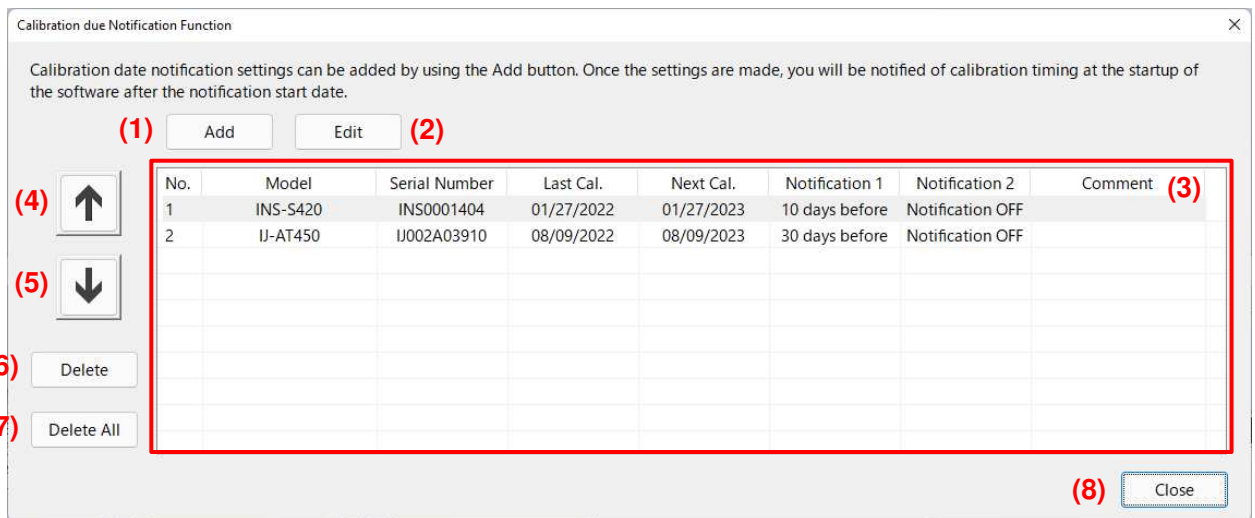 Calibration due Notification Function
Calibration date notification settings can be added by using the Add button. Once the settings are made, you will be notified of calibration timing at the startup of
the software after the notification start date.
(1) Add Edit (2)
No. Model Serial Number Last Cal. Next Cal. Notification 1 Notification 2 Comment (3)
(4)
1 INS-S420 INS0001404 01/27/2022 01/27/2023 10 days before Notification OFF
2 IJ-AT450 IJ002A03910 08/09/2022 08/09/2023 30 days before Notification OFF
(5)
6) Delete
7) Delete All
(8) Close